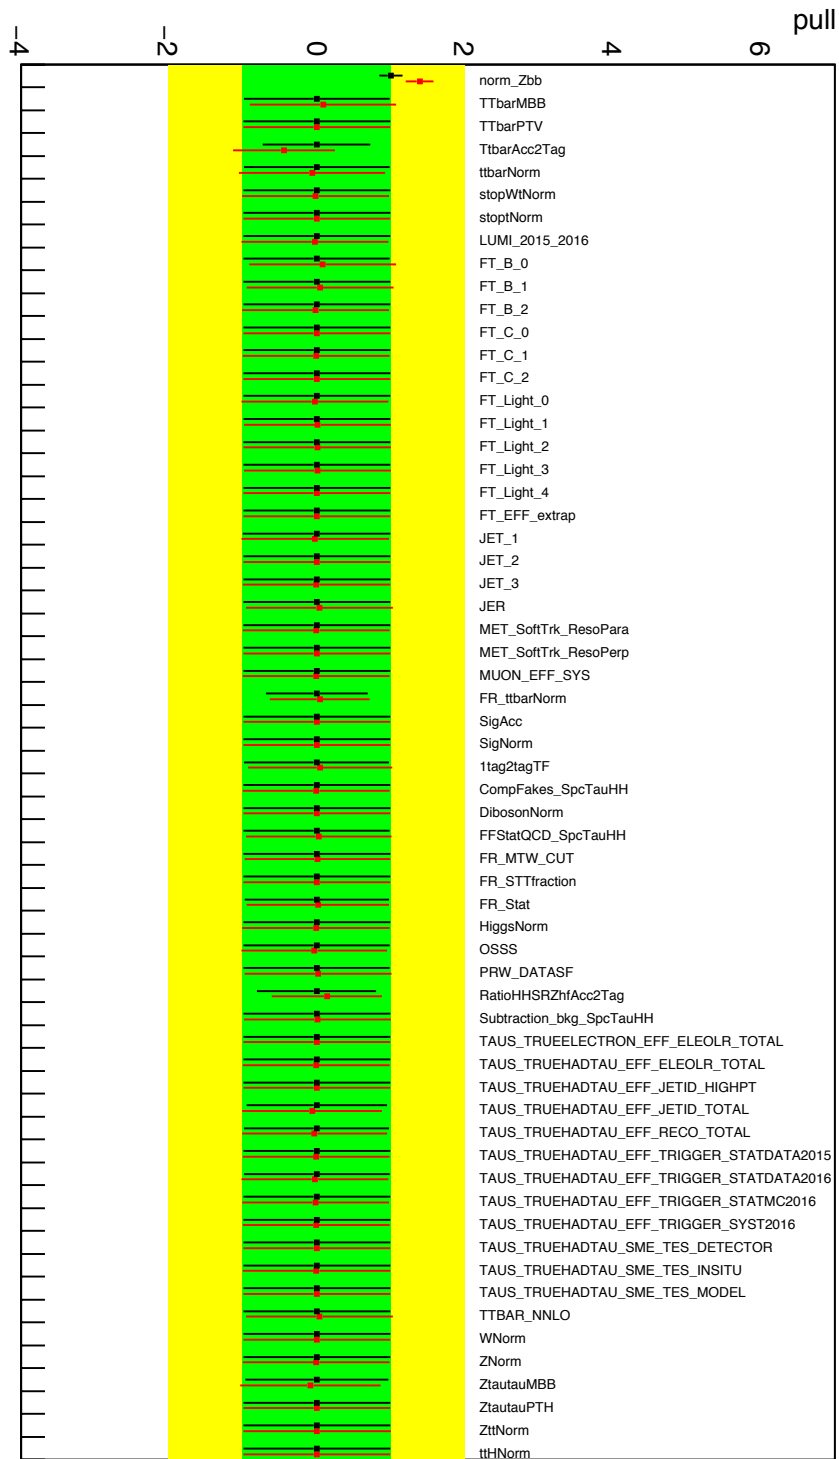 pull
-4
-2
0
2
4
6
norm_Zbb
TTbarMBB
TTbarPTV
TtbarAcc2Tag
ttbarNorm
stopWtNorm
stoptNorm
LUMI_2015_2016
FT_B_0
FT_B_1
FT_B_2
FT_C_0
FT_C_1
FT_C_2
FT_Light_0
FT_Light_1
FT_Light_2
FT_Light_3
FT_Light_4
FT_EFF_extrap
JET_1
JET_2
JET_3
JER
MET_SoftTrk_ResoPara
MET_SoftTrk_ResoPerp
MUON_EFF_SYS
FR_ttbarNorm
SigAcc
SigNorm
1tag2tagTF
CompFakes_SpcTauHH
DibosonNorm
FFStatQCD_SpcTauHH
FR_MTW_CUT
FR_STTfraction
FR_Stat
HiggsNorm
OSSS
PRW_DATASF
RatioHHSRZhfAcc2Tag
Subtraction_bkg_SpcTauHH
TAUS_TRUEELECTRON_EFF_ELEOLR_TOTAL
TAUS_TRUEHADTAU_EFF_ELEOLR_TOTAL
TAUS_TRUEHADTAU_EFF_JETID_HIGHPT
TAUS_TRUEHADTAU_EFF_JETID_TOTAL
TAUS_TRUEHADTAU_EFF_RECO_TOTAL
TAUS_TRUEHADTAU_EFF_TRIGGER_STATDATA2015
TAUS_TRUEHADTAU_EFF_TRIGGER_STATDATA2016
TAUS_TRUEHADTAU_EFF_TRIGGER_STATMC2016
TAUS_TRUEHADTAU_EFF_TRIGGER_SYST2016
TAUS_TRUEHADTAU_SME_TES_DETECTOR
TAUS_TRUEHADTAU_SME_TES_INSITU
TAUS_TRUEHADTAU_SME_TES_MODEL
TTBAR_NNLO
WNorm
ZNorm
ZtautauMBB
ZtautauPTH
ZttNorm
ttHNorm